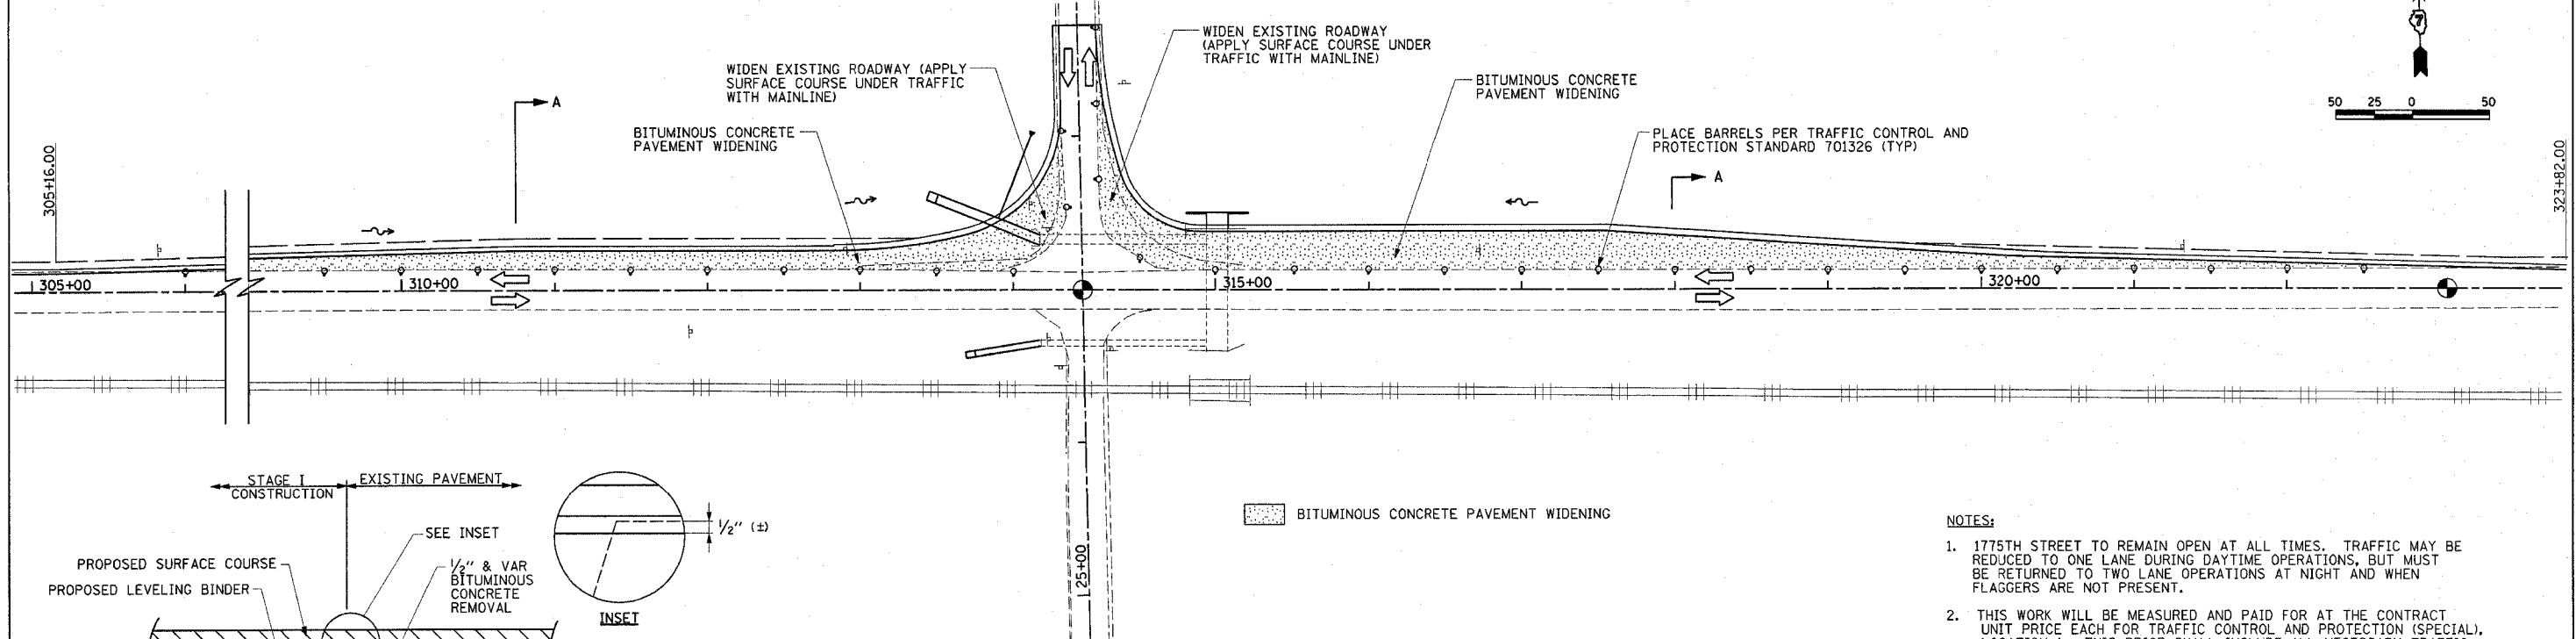 WIDEN EXISTING ROADWAY
(APPLY SURFACE COURSE UNDER
TRAFFIC WITH MAINLINE)
WIDEN EXISTING ROADWAY (APPLY
SURFACE COURSE UNDER TRAFFIC
WITH MAINLINE)
BITUMINOUS CONCRETE
PAVEMENT WIDENING
BITUMINOUS CONCRETE
PAVEMENT WIDENING
PLACE BARRELS PER TRAFFIC CONTROL AND
PROTECTION STANDARD 701326 (TYP)
7
50 25 0 50
A
A
305+16.00
323+82.00
305+00
310+00
315+00
320+00
125+00
STAGE I
CONSTRUCTION
EXISTING PAVEMENT
SEE INSET
PROPOSED SURFACE COURSE
PROPOSED LEVELING BINDER
1/2" & VAR
BITUMINOUS
CONCRETE
REMOVAL
1/2" (±)
INSET
BITUMINOUS CONCRETE PAVEMENT WIDENING
NOTES:
1. 1775TH STREET TO REMAIN OPEN AT ALL TIMES. TRAFFIC MAY BE
REDUCED TO ONE LANE DURING DAYTIME OPERATIONS, BUT MUST
BE RETURNED TO TWO LANE OPERATIONS AT NIGHT AND WHEN
FLAGGERS ARE NOT PRESENT.
2. THIS WORK WILL BE MEASURED AND PAID FOR AT THE CONTRACT
UNIT PRICE EACH FOR TRAFFIC CONTROL AND PROTECTION (SPECIAL),